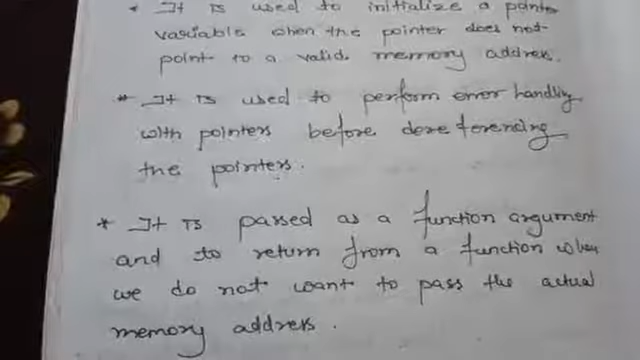 * It is used to initialize a pointer
variable when the pointer does not
point to a valid memory address.
* It is used to perform error handling
with pointers before dereferencing
the pointers.
* It is passed as a function argument
and to return from a function when
we do not want to pass the actual
memory address.